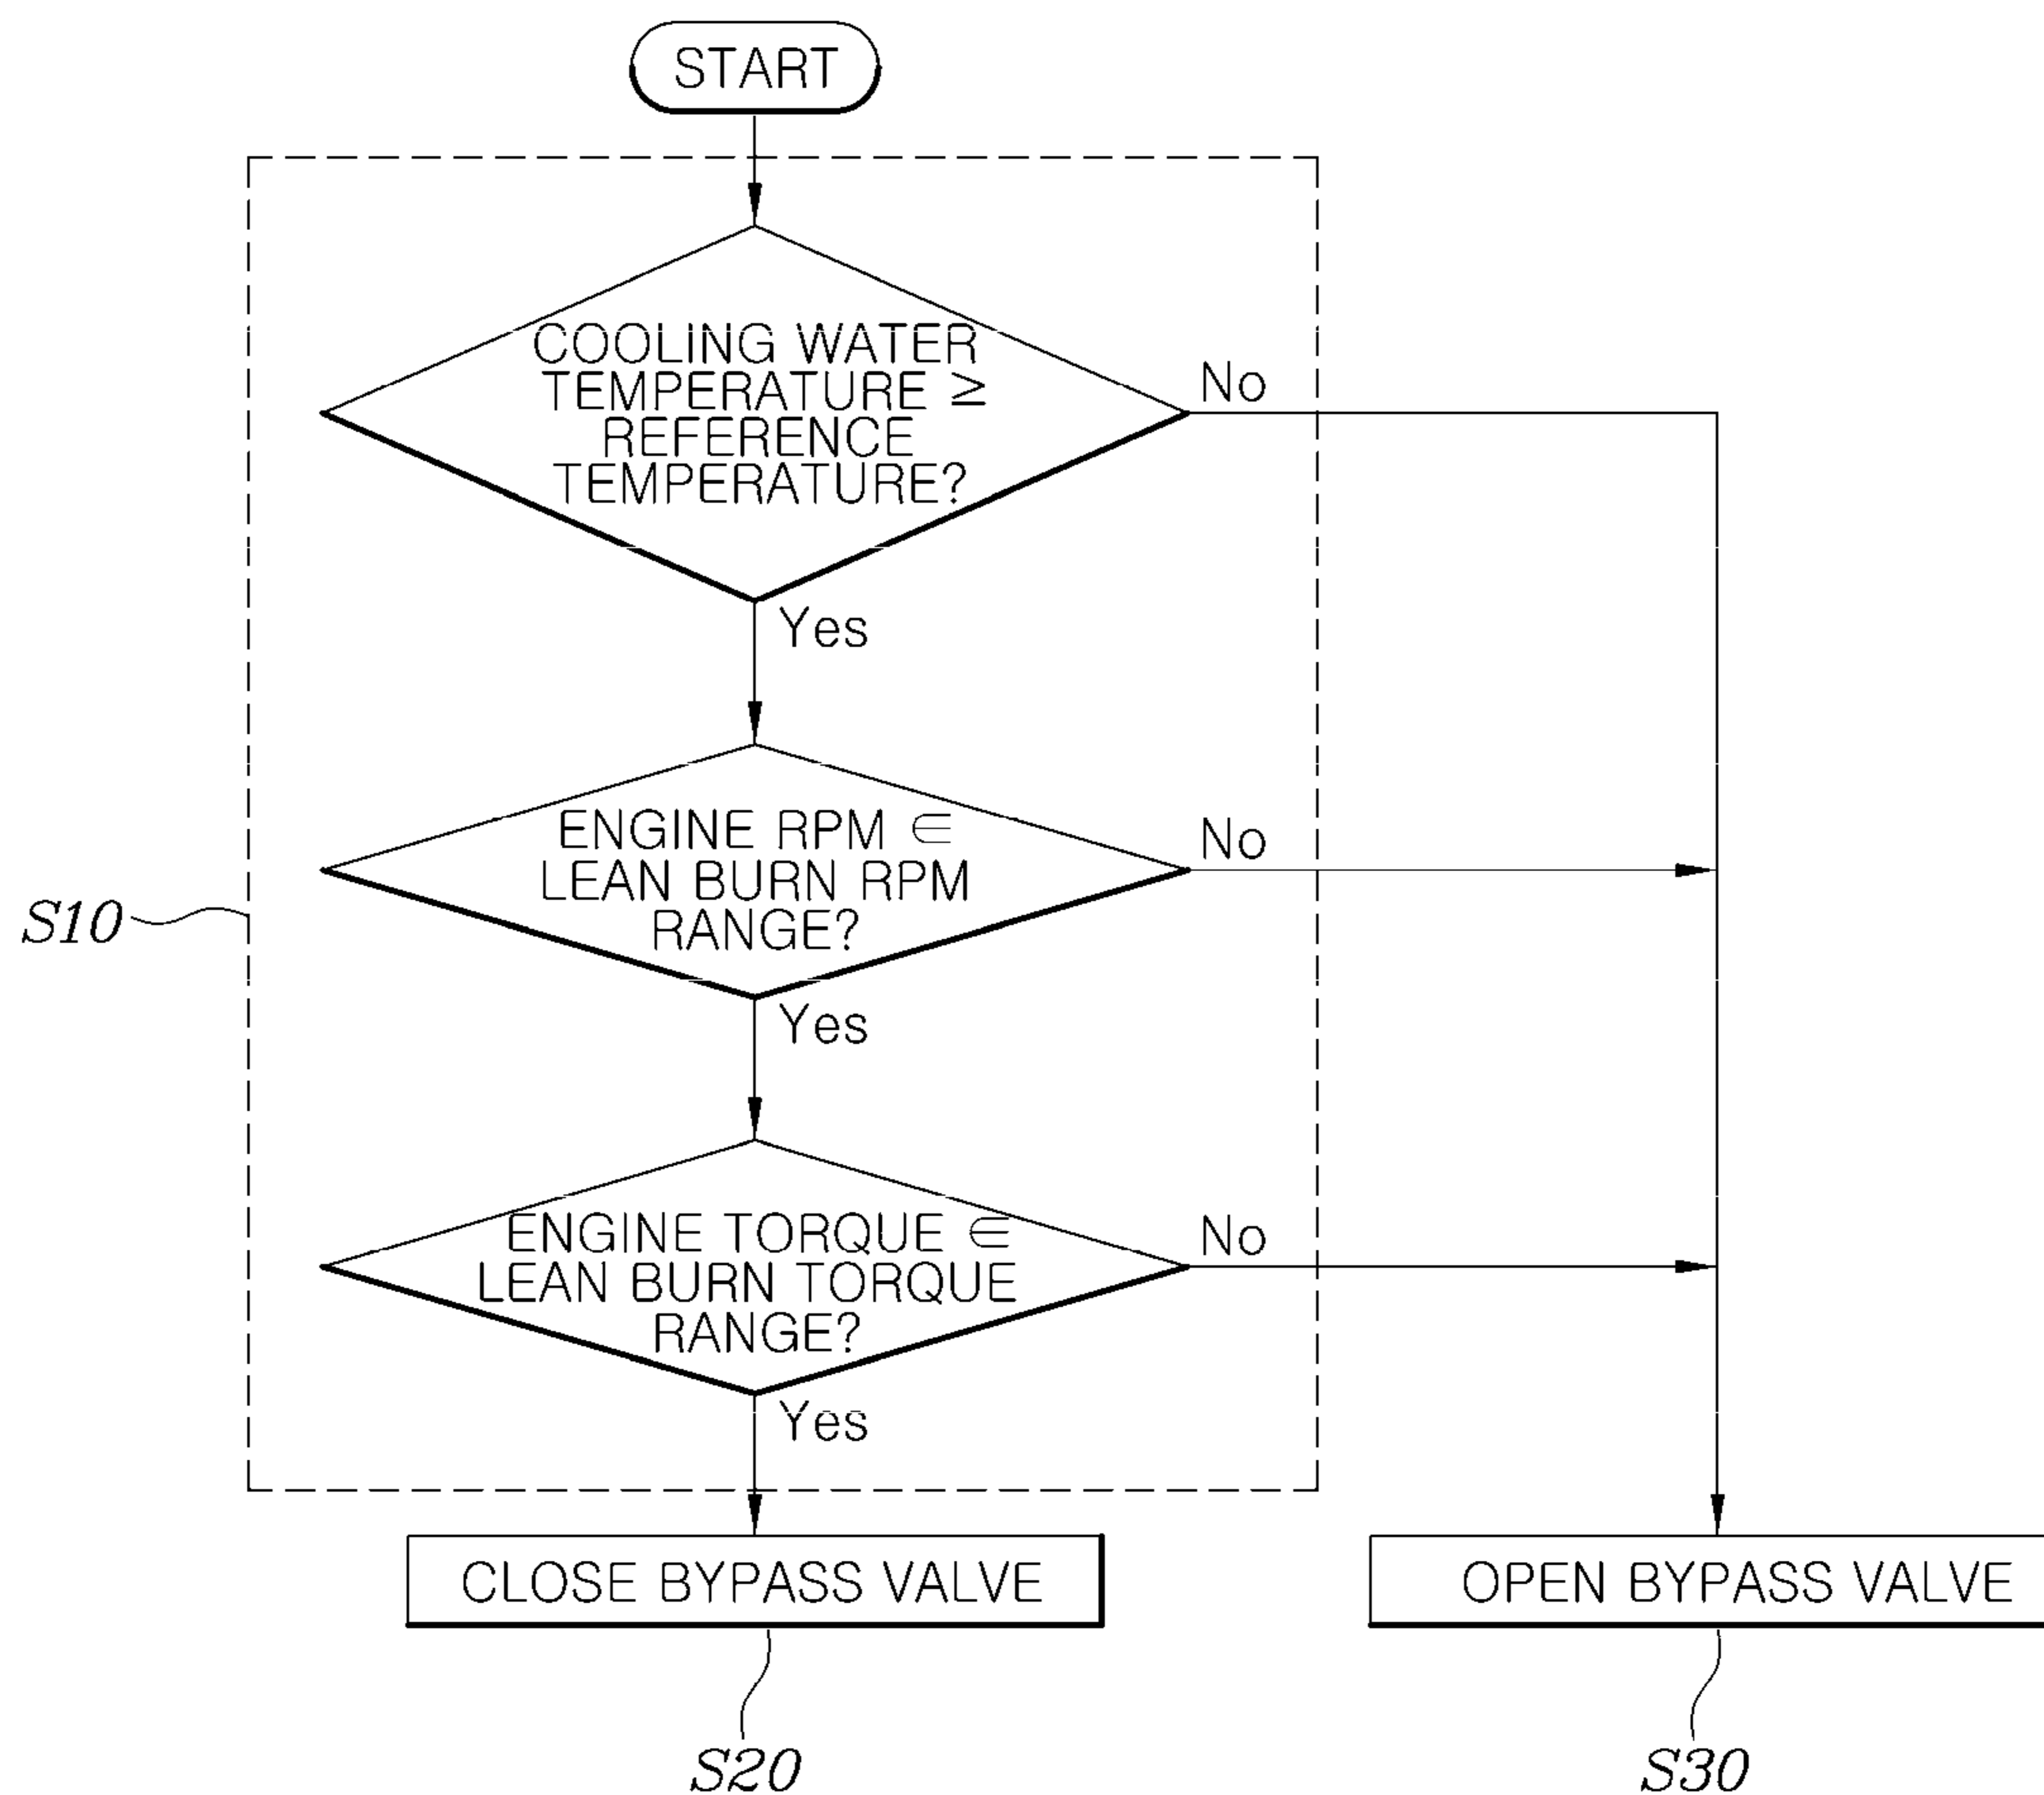 START
COOLING WATER
TEMPERATURE ≥
REFERENCE
TEMPERATURE?
No
Yes
ENGINE RPM ∈
LEAN BURN RPM
RANGE?
No
S10
Yes
ENGINE TORQUE ∈
LEAN BURN TORQUE
RANGE?
No
Yes
CLOSE BYPASS VALVE
OPEN BYPASS VALVE
S20
S30